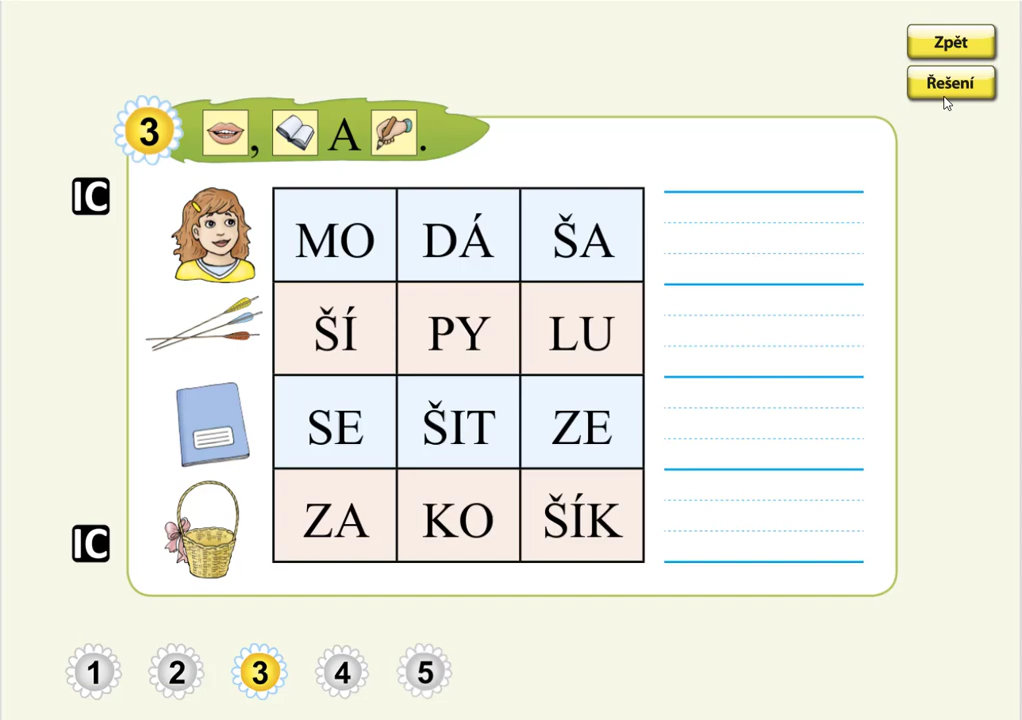 Zpět
Řešení
3 , A .
IC
MO DÁ ŠA
ŠÍ PY LU
SE ŠIT ZE
ZA KO ŠÍK
IC
1 2 3 4 5